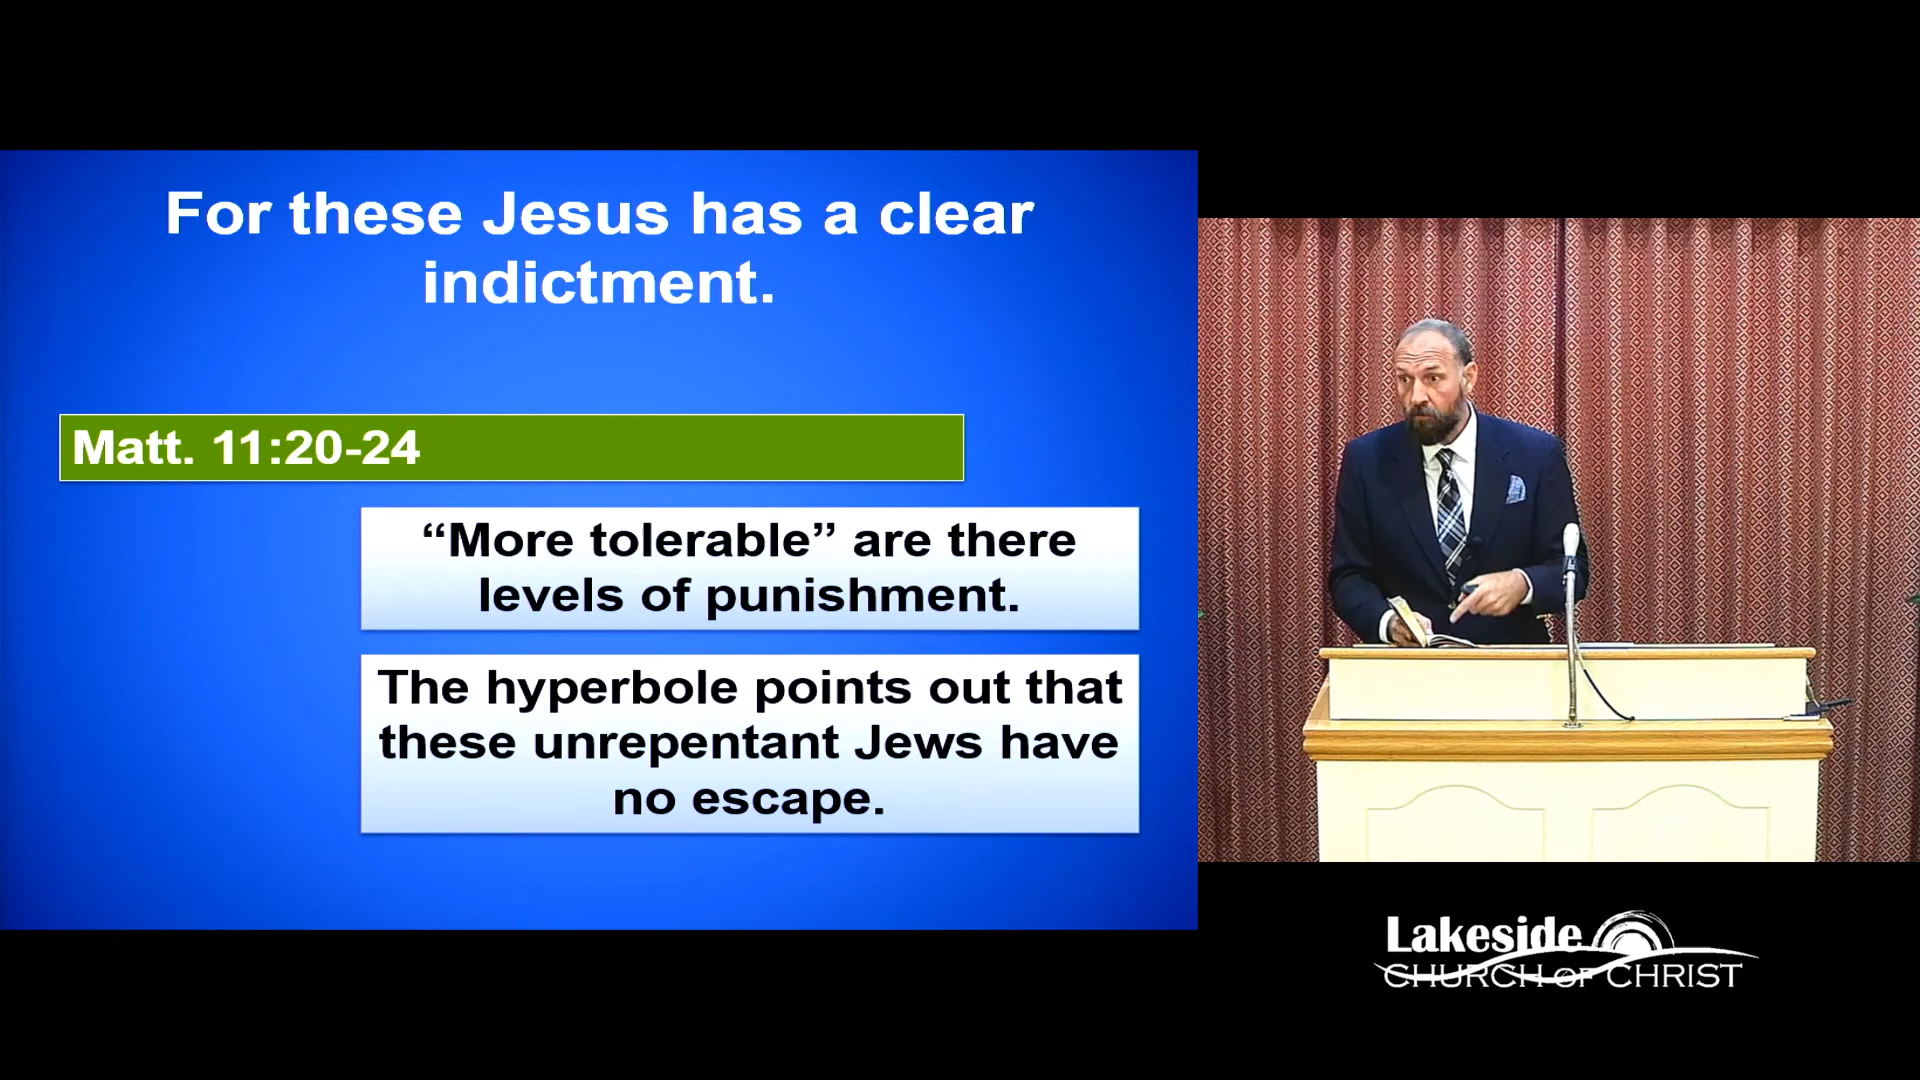 For these Jesus has a clear
indictment.
Matt. 11:20-24
“More tolerable” are there
levels of punishment.
The hyperbole points out that
these unrepentant Jews have
no escape.
Lakeside
CHURCH OF CHRIST